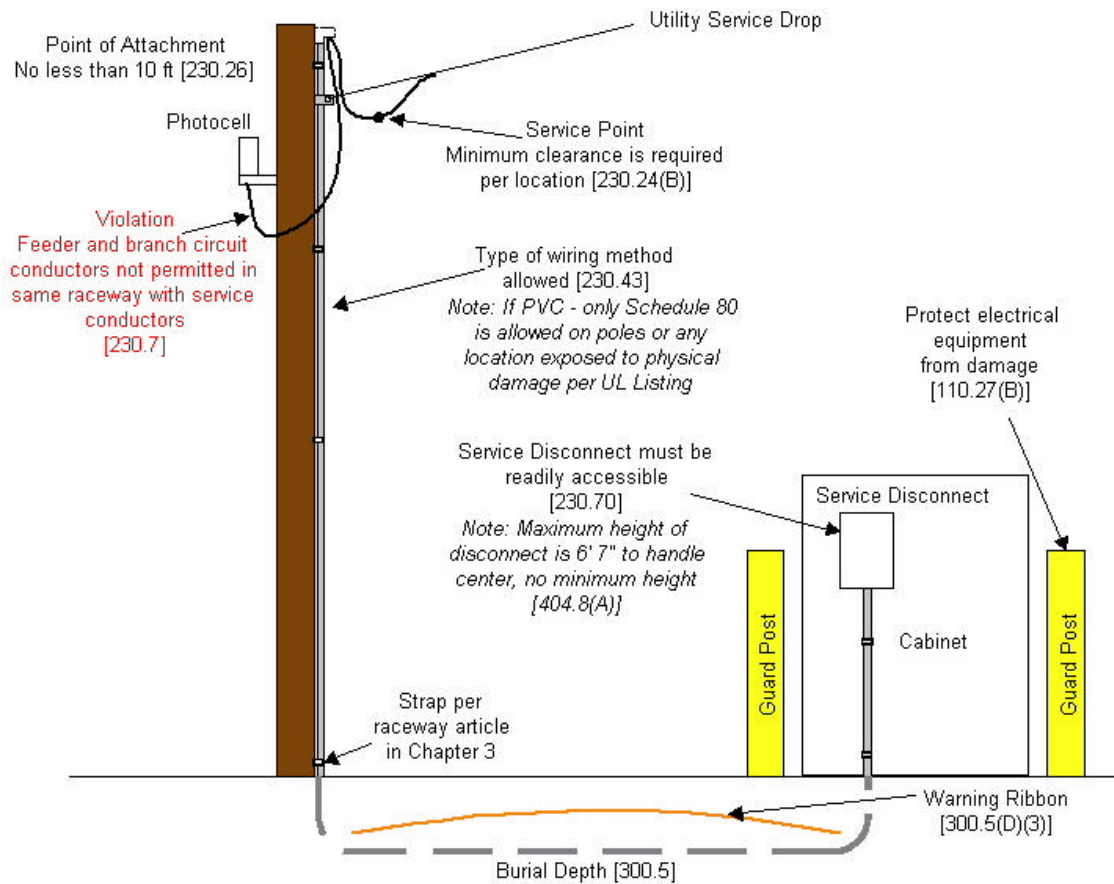 Utility Service Drop
Point of Attachment
No less than 10 ft [230.26]
Photocell
Service Point
Minimum clearance is required
per location [230.24(B)]
Violation
Feeder and branch circuit
conductors not permitted in
same raceway with service
conductors
[230.7]
Type of wiring method
allowed [230.43]
Note: If PVC - only Schedule 80
is allowed on poles or any
location exposed to physical
damage per UL Listing
Protect electrical
equipment
from damage
[110.27(B)]
Service Disconnect must be
readily accessible
[230.70]
Note: Maximum height of
disconnect is 6' 7" to handle
center, no minimum height
[404.8(A)]
Service Disconnect
Guard Post
Cabinet
Guard Post
Strap per
raceway article
in Chapter 3
Warning Ribbon
[300.5(D)(3)]
Burial Depth [300.5]